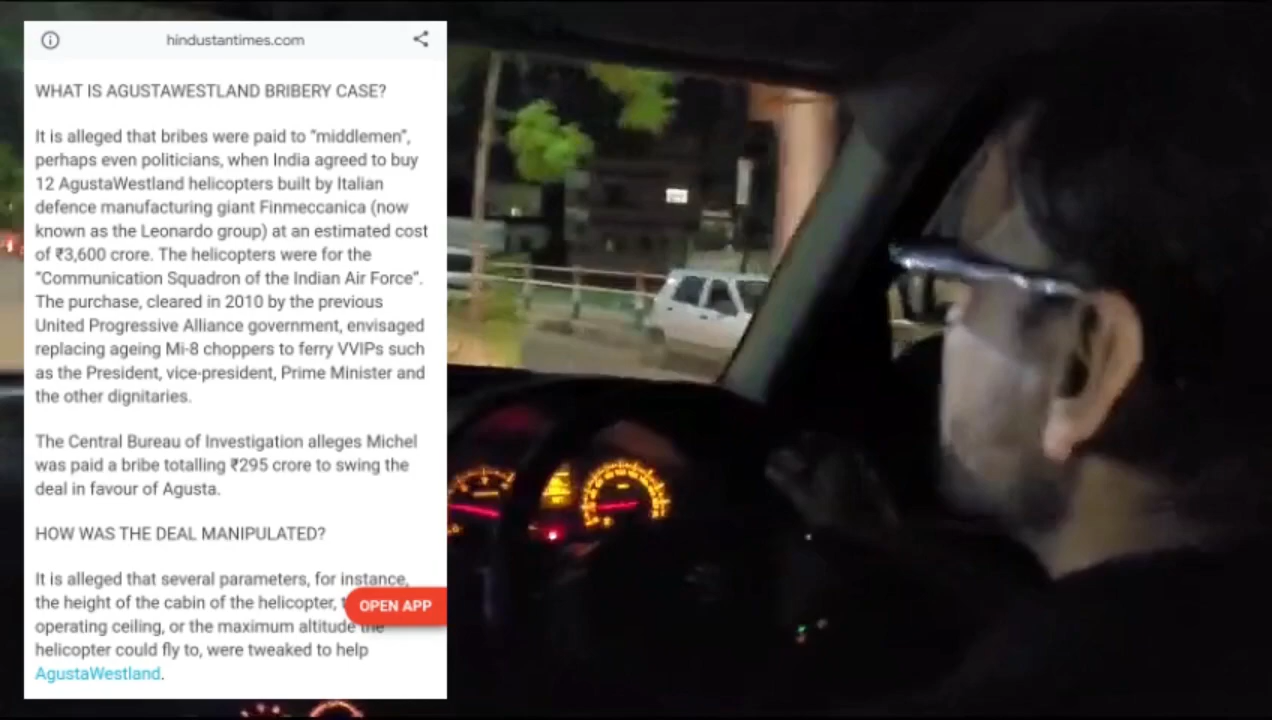 hindustantimes.com
WHAT IS AGUSTAWESTLAND BRIBERY CASE?
It is alleged that bribes were paid to “middlemen”,
perhaps even politicians, when India agreed to buy
12 AgustaWestland helicopters built by Italian
defence manufacturing giant Finmeccanica (now
known as the Leonardo group) at an estimated cost
of ₹3,600 crore. The helicopters were for the
“Communication Squadron of the Indian Air Force”.
The purchase, cleared in 2010 by the previous
United Progressive Alliance government, envisaged
replacing ageing Mi-8 choppers to ferry VVIPs such
as the President, vice-president, Prime Minister and
the other dignitaries.
The Central Bureau of Investigation alleges Michel
was paid a bribe totalling ₹295 crore to swing the
deal in favour of Agusta.
HOW WAS THE DEAL MANIPULATED?
It is alleged that several parameters, for instance,
the height of the cabin of the helicopter,
OPEN APP
operating ceiling, or the maximum altitude the
helicopter could fly to, were tweaked to help
AgustaWestland.